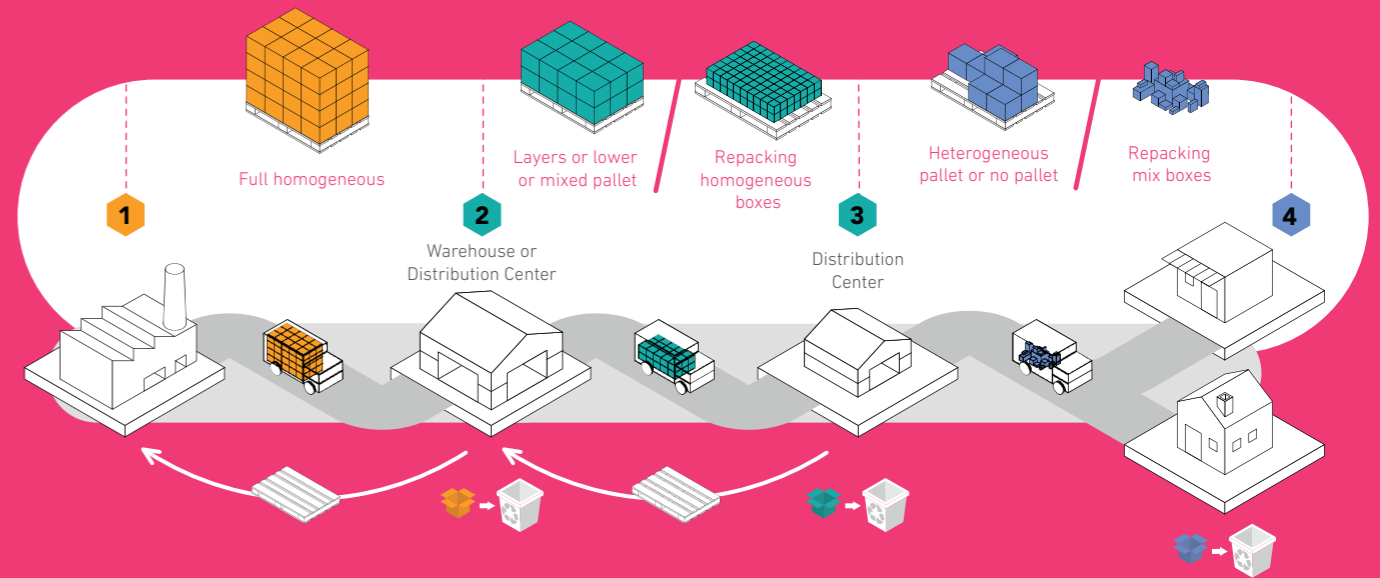 Full homogeneous
Layers or lower
or mixed pallet
Repacking
homogeneous
boxes
Heterogeneous
pallet or no pallet
Repacking
mix boxes
1
2
3
4
Warehouse or
Distribution Center
Distribution
Center